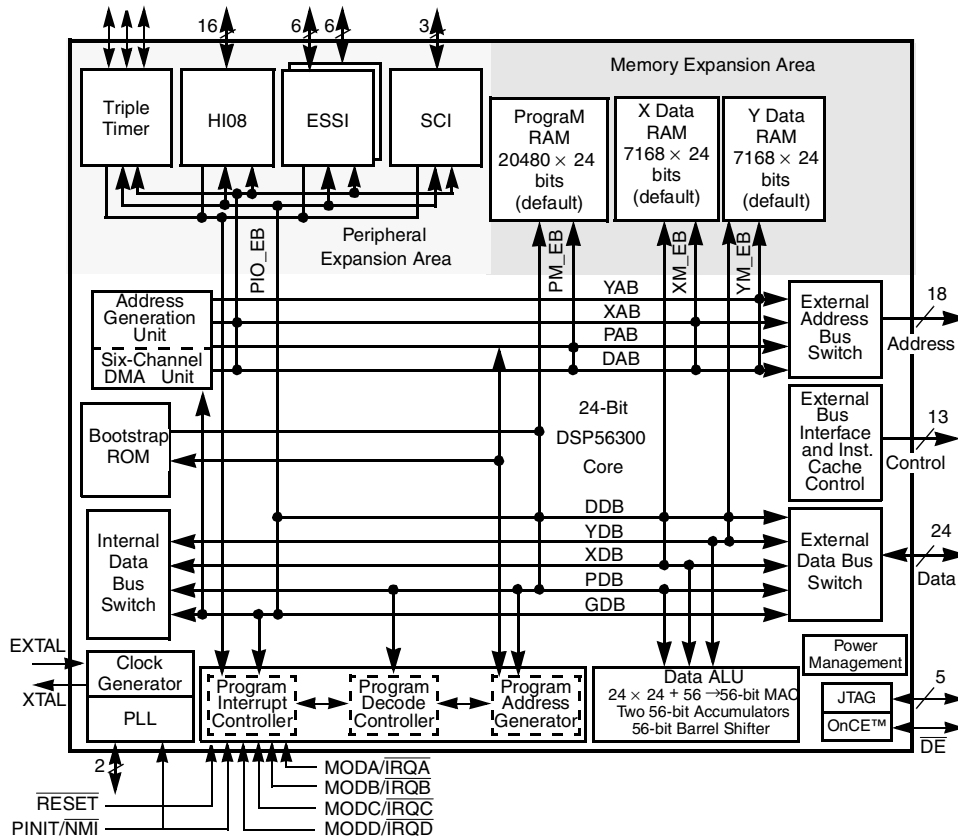 16
6
6
3
Memory Expansion Area
Triple
Timer
HI08
ESSI
SCI
PrograM
RAM
20480 × 24
bits
(default)
X Data
RAM
7168 × 24
bits
(default)
Y Data
RAM
7168 × 24
bits
(default)
Peripheral
Expansion Area
PIO_EB
PM_EB
XM_EB
YM_EB
Address
Generation
Unit
Six-Channel
DMA Unit
YAB
XAB
PAB
DAB
External
Address
Bus
Switch
18
Address
Bootstrap
ROM
24-Bit
DSP56300
Core
External
Bus
Interface
and Inst.
Cache
Control
13
Control
Internal
Data
Bus
Switch
DDB
YDB
XDB
PDB
GDB
External
Data Bus
Switch
24
Data
EXTAL
XTAL
Clock
Generator
PLL
2
Program
Interrupt
Controller
Program
Decode
Controller
Program
Address
Generator
Data ALU
24 × 24 + 56 → 56-bit MAC
Two 56-bit Accumulators
56-bit Barrel Shifter
Power
Management
JTAG
5
OnCE™
DE
RESET
PINIT/NMI
MODA/IRQA
MODB/IRQB
MODC/IRQC
MODD/IRQD